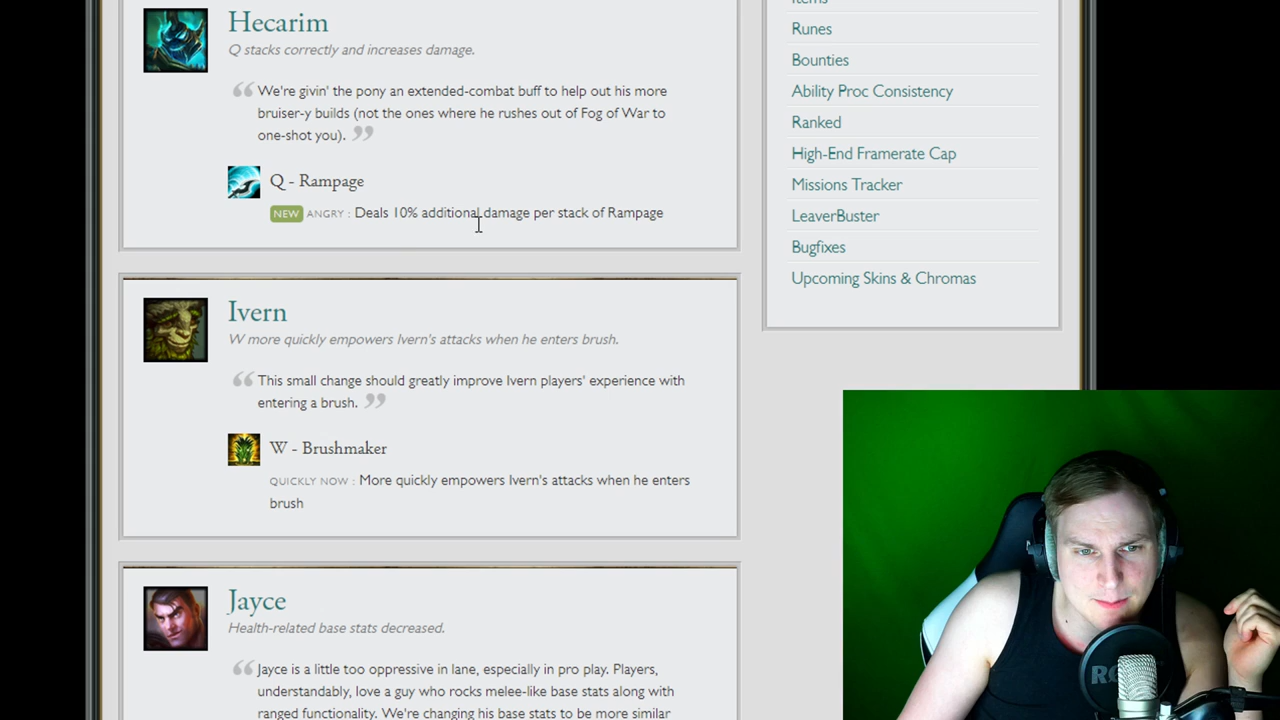 Hecarim
Q stacks correctly and increases damage.
“ We're givin' the pony an extended-combat buff to help out his more
bruiser-y builds (not the ones where he rushes out of Fog of War to
one-shot you). ”
Q - Rampage
NEW ANGRY : Deals 10% additional damage per stack of Rampage
Ivern
W more quickly empowers Ivern's attacks when he enters brush.
“ This small change should greatly improve Ivern players' experience with
entering a brush. ”
W - Brushmaker
QUICKLY NOW : More quickly empowers Ivern's attacks when he enters
brush
Jayce
Health-related base stats decreased.
“ Jayce is a little too oppressive in lane, especially in pro play. Players,
understandably, love a guy who rocks melee-like base stats along with
ranged functionality. We're changing his base stats to be more similar
Items
Runes
Bounties
Ability Proc Consistency
Ranked
High-End Framerate Cap
Missions Tracker
LeaverBuster
Bugfixes
Upcoming Skins & Chromas